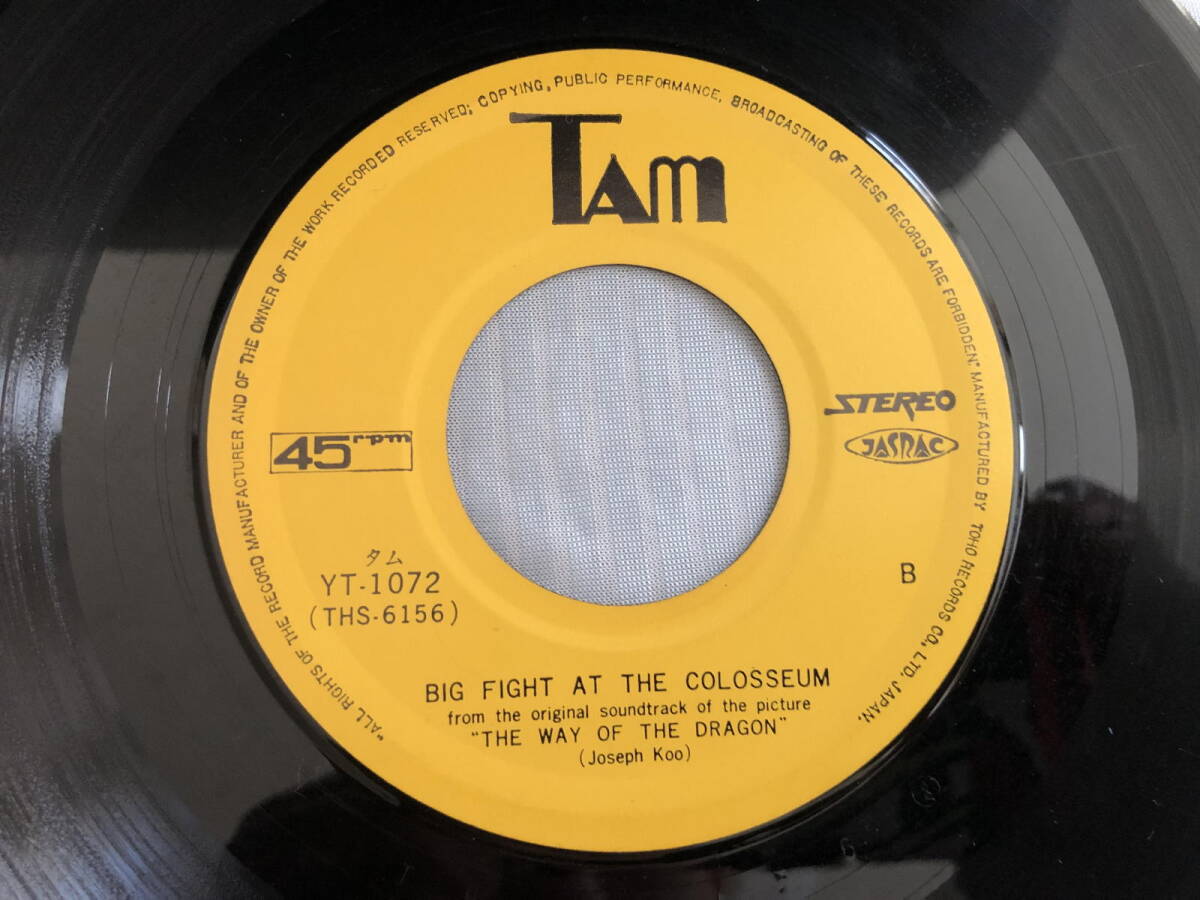 "ALL RIGHTS OF THE RECORD MANUFACTURER AND OF THE OWNER OF THE WORK RECORDED RESERVED; COPYING, PUBLIC PERFORMANCE, BROADCASTING OF THESE RECORDS ARE FORBIDDEN." MANUFACTURED BY TOHO RECORDS CO., LTD. JAPAN.
TAM
STEREO
45rpm
JASRAC
タム
YT-1072
(THS-6156)
B
BIG FIGHT AT THE COLOSSEUM
from the original soundtrack of the picture
"THE WAY OF THE DRAGON"
(Joseph Koo)